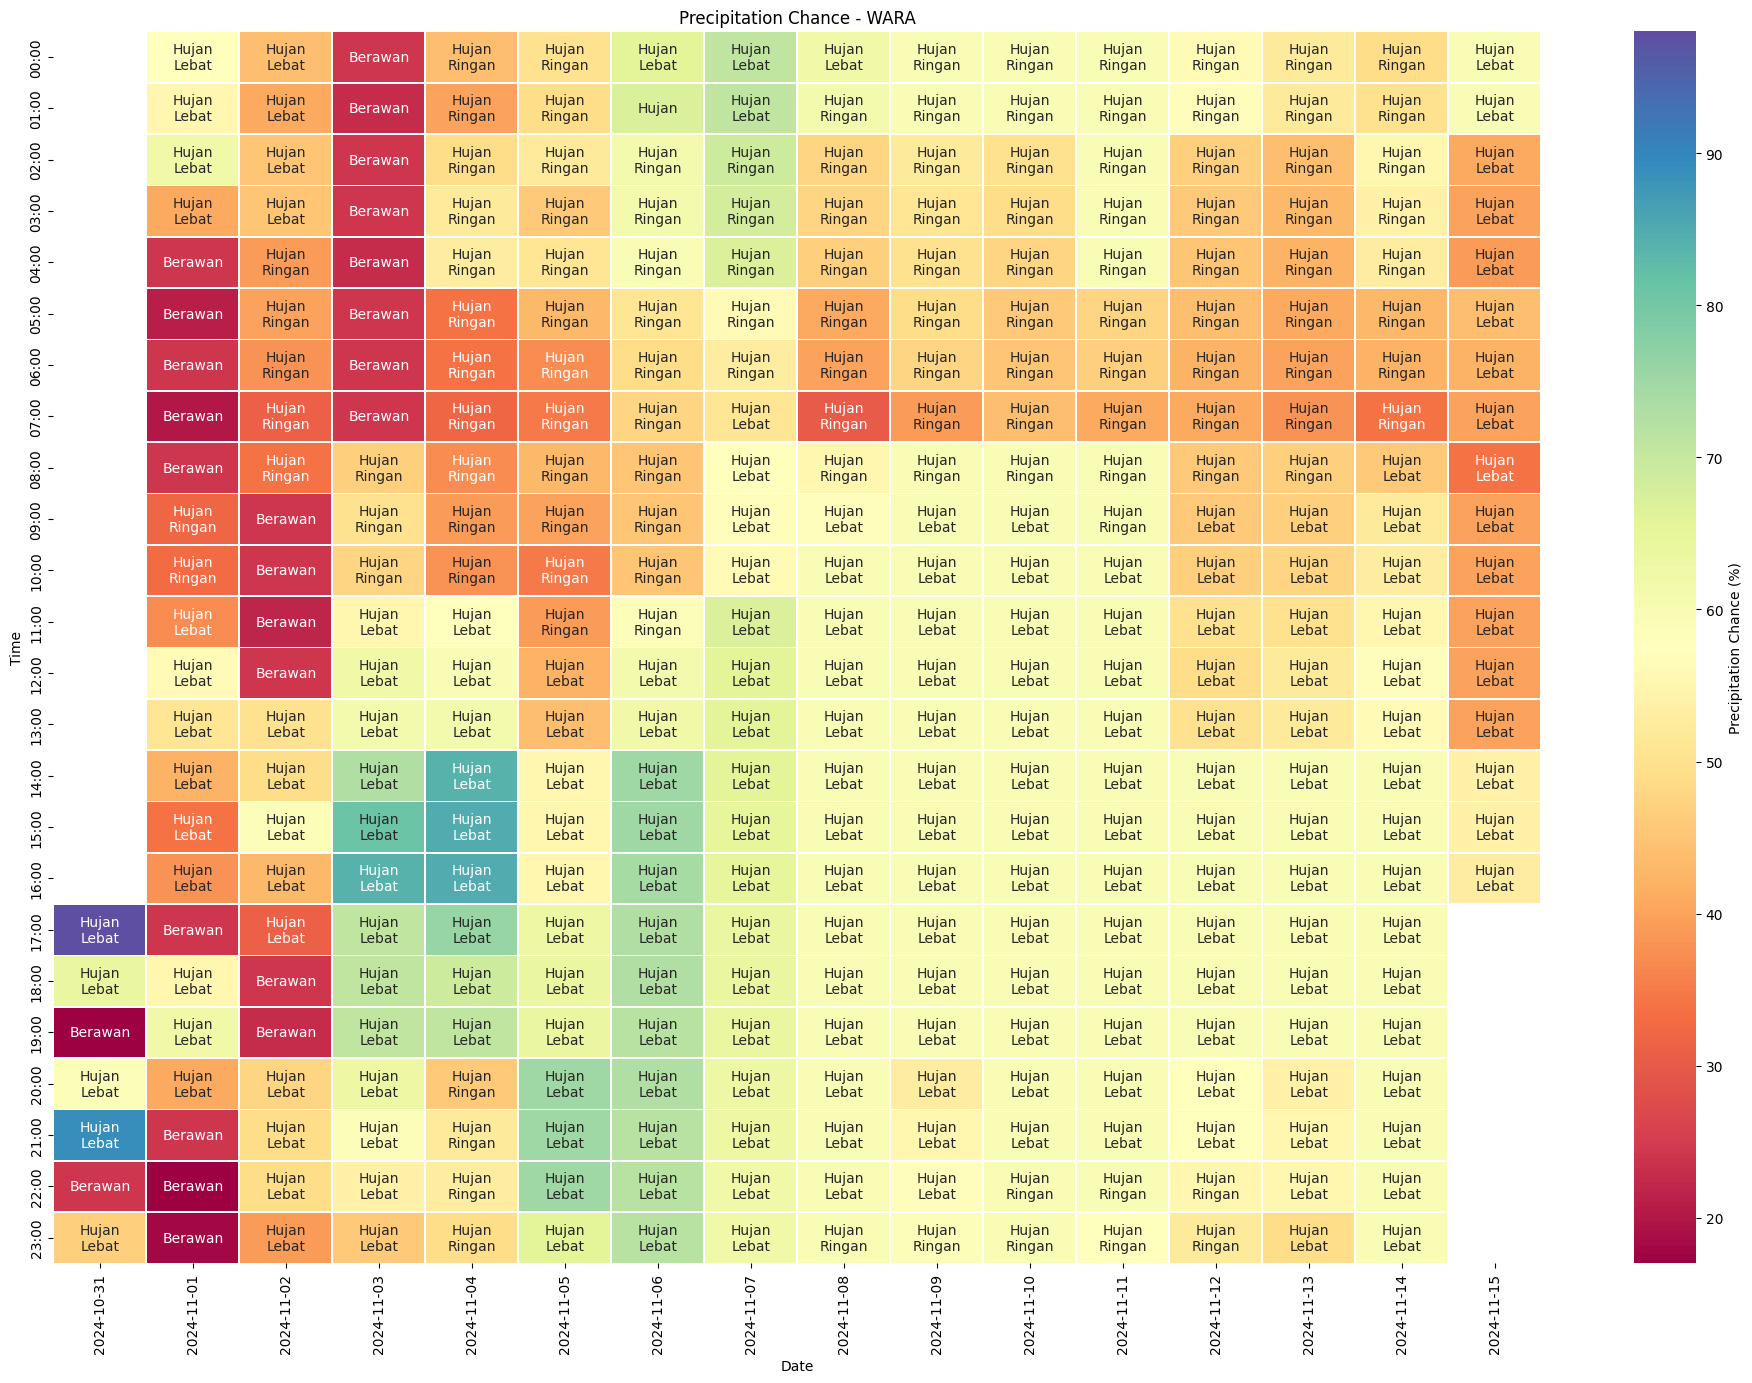 Precipitation Chance - WARA
00:00 Hujan Lebat Hujan Lebat Berawan Hujan Ringan Hujan Ringan Hujan Lebat Hujan Lebat Hujan Lebat Hujan Ringan Hujan Ringan Hujan Ringan Hujan Ringan Hujan Ringan Hujan Ringan Hujan Lebat
01:00 Hujan Lebat Hujan Lebat Berawan Hujan Ringan Hujan Ringan Hujan Hujan Lebat Hujan Ringan Hujan Ringan Hujan Ringan Hujan Ringan Hujan Ringan Hujan Ringan Hujan Ringan Hujan Lebat
02:00 Hujan Lebat Hujan Lebat Berawan Hujan Ringan Hujan Ringan Hujan Ringan Hujan Ringan Hujan Ringan Hujan Ringan Hujan Ringan Hujan Ringan Hujan Ringan Hujan Ringan Hujan Ringan Hujan Lebat
03:00 Hujan Lebat Hujan Lebat Berawan Hujan Ringan Hujan Ringan Hujan Ringan Hujan Ringan Hujan Ringan Hujan Ringan Hujan Ringan Hujan Ringan Hujan Ringan Hujan Ringan Hujan Ringan Hujan Lebat
04:00 Berawan Hujan Ringan Berawan Hujan Ringan Hujan Ringan Hujan Ringan Hujan Ringan Hujan Ringan Hujan Ringan Hujan Ringan Hujan Ringan Hujan Ringan Hujan Ringan Hujan Ringan Hujan Lebat
05:00 Berawan Hujan Ringan Berawan Hujan Ringan Hujan Ringan Hujan Ringan Hujan Ringan Hujan Ringan Hujan Ringan Hujan Ringan Hujan Ringan Hujan Ringan Hujan Ringan Hujan Ringan Hujan Lebat
06:00 Berawan Hujan Ringan Berawan Hujan Ringan Hujan Ringan Hujan Ringan Hujan Ringan Hujan Ringan Hujan Ringan Hujan Ringan Hujan Ringan Hujan Ringan Hujan Ringan Hujan Ringan Hujan Lebat
07:00 Berawan Hujan Ringan Berawan Hujan Ringan Hujan Ringan Hujan Ringan Hujan Lebat Hujan Ringan Hujan Ringan Hujan Ringan Hujan Ringan Hujan Ringan Hujan Ringan Hujan Ringan Hujan Lebat
08:00 Berawan Hujan Ringan Hujan Ringan Hujan Ringan Hujan Ringan Hujan Ringan Hujan Lebat Hujan Ringan Hujan Ringan Hujan Ringan Hujan Ringan Hujan Ringan Hujan Ringan Hujan Lebat Hujan Lebat
09:00 Hujan Ringan Berawan Hujan Ringan Hujan Ringan Hujan Ringan Hujan Ringan Hujan Lebat Hujan Lebat Hujan Lebat Hujan Lebat Hujan Ringan Hujan Lebat Hujan Lebat Hujan Lebat Hujan Lebat
10:00 Hujan Ringan Berawan Hujan Ringan Hujan Ringan Hujan Ringan Hujan Ringan Hujan Lebat Hujan Lebat Hujan Lebat Hujan Lebat Hujan Lebat Hujan Lebat Hujan Lebat Hujan Lebat Hujan Lebat
11:00 Hujan Lebat Berawan Hujan Lebat Hujan Lebat Hujan Ringan Hujan Ringan Hujan Lebat Hujan Lebat Hujan Lebat Hujan Lebat Hujan Lebat Hujan Lebat Hujan Lebat Hujan Lebat Hujan Lebat
12:00 Hujan Lebat Berawan Hujan Lebat Hujan Lebat Hujan Lebat Hujan Lebat Hujan Lebat Hujan Lebat Hujan Lebat Hujan Lebat Hujan Lebat Hujan Lebat Hujan Lebat Hujan Lebat Hujan Lebat
13:00 Hujan Lebat Hujan Lebat Hujan Lebat Hujan Lebat Hujan Lebat Hujan Lebat Hujan Lebat Hujan Lebat Hujan Lebat Hujan Lebat Hujan Lebat Hujan Lebat Hujan Lebat Hujan Lebat Hujan Lebat
14:00 Hujan Lebat Hujan Lebat Hujan Lebat Hujan Lebat Hujan Lebat Hujan Lebat Hujan Lebat Hujan Lebat Hujan Lebat Hujan Lebat Hujan Lebat Hujan Lebat Hujan Lebat Hujan Lebat Hujan Lebat
15:00 Hujan Lebat Hujan Lebat Hujan Lebat Hujan Lebat Hujan Lebat Hujan Lebat Hujan Lebat Hujan Lebat Hujan Lebat Hujan Lebat Hujan Lebat Hujan Lebat Hujan Lebat Hujan Lebat Hujan Lebat
16:00 Hujan Lebat Hujan Lebat Hujan Lebat Hujan Lebat Hujan Lebat Hujan Lebat Hujan Lebat Hujan Lebat Hujan Lebat Hujan Lebat Hujan Lebat Hujan Lebat Hujan Lebat Hujan Lebat Hujan Lebat
17:00 Hujan Lebat Berawan Hujan Lebat Hujan Lebat Hujan Lebat Hujan Lebat Hujan Lebat Hujan Lebat Hujan Lebat Hujan Lebat Hujan Lebat Hujan Lebat Hujan Lebat Hujan Lebat Hujan Lebat
18:00 Hujan Lebat Hujan Lebat Berawan Hujan Lebat Hujan Lebat Hujan Lebat Hujan Lebat Hujan Lebat Hujan Lebat Hujan Lebat Hujan Lebat Hujan Lebat Hujan Lebat Hujan Lebat Hujan Lebat
19:00 Berawan Hujan Lebat Berawan Hujan Lebat Hujan Lebat Hujan Lebat Hujan Lebat Hujan Lebat Hujan Lebat Hujan Lebat Hujan Lebat Hujan Lebat Hujan Lebat Hujan Lebat Hujan Lebat
20:00 Hujan Lebat Hujan Lebat Hujan Lebat Hujan Lebat Hujan Ringan Hujan Lebat Hujan Lebat Hujan Lebat Hujan Lebat Hujan Lebat Hujan Lebat Hujan Lebat Hujan Lebat Hujan Lebat Hujan Lebat
21:00 Hujan Lebat Berawan Hujan Lebat Hujan Lebat Hujan Ringan Hujan Lebat Hujan Lebat Hujan Lebat Hujan Lebat Hujan Lebat Hujan Lebat Hujan Lebat Hujan Lebat Hujan Lebat Hujan Lebat
22:00 Berawan Berawan Hujan Lebat Hujan Lebat Hujan Ringan Hujan Lebat Hujan Lebat Hujan Lebat Hujan Lebat Hujan Lebat Hujan Ringan Hujan Ringan Hujan Ringan Hujan Lebat Hujan Lebat
23:00 Hujan Lebat Berawan Hujan Lebat Hujan Lebat Hujan Ringan Hujan Lebat Hujan Lebat Hujan Lebat Hujan Ringan Hujan Ringan Hujan Ringan Hujan Ringan Hujan Ringan Hujan Lebat Hujan Lebat
Time
2024-10-31 2024-11-01 2024-11-02 2024-11-03 2024-11-04 2024-11-05 2024-11-06 2024-11-07 2024-11-08 2024-11-09 2024-11-10 2024-11-11 2024-11-12 2024-11-13 2024-11-14 2024-11-15
Date
90
80
70
60
50
40
30
20
Precipitation Chance (%)